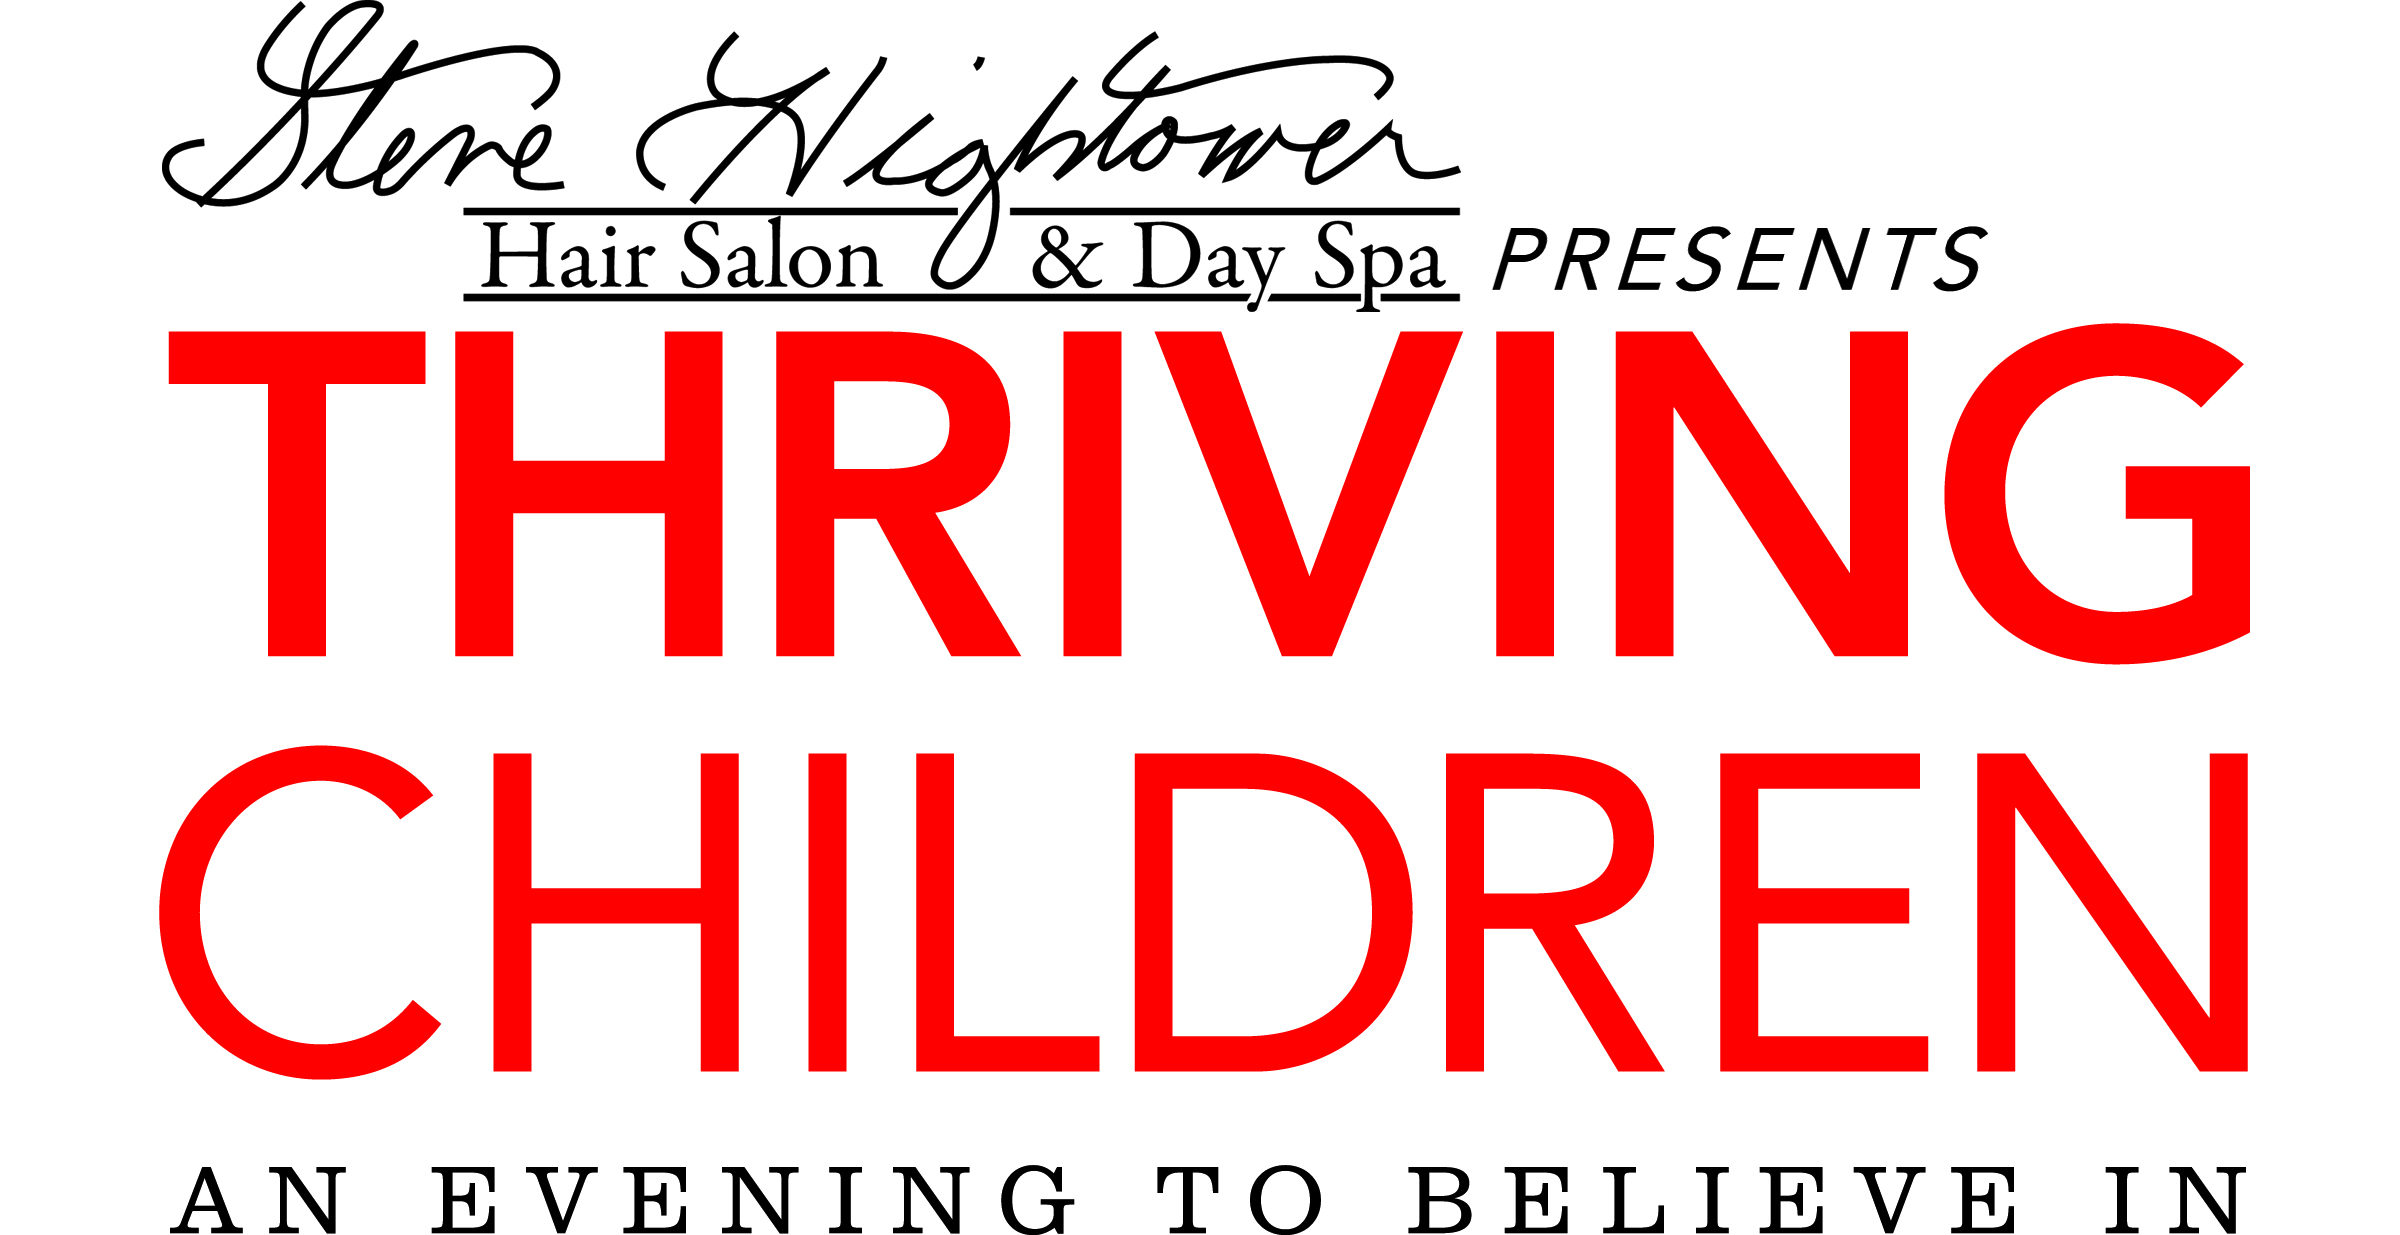 Steve Hightower
Hair Salon & Day Spa PRESENTS
THRIVING
CHILDREN
AN EVENING TO BELIEVE IN